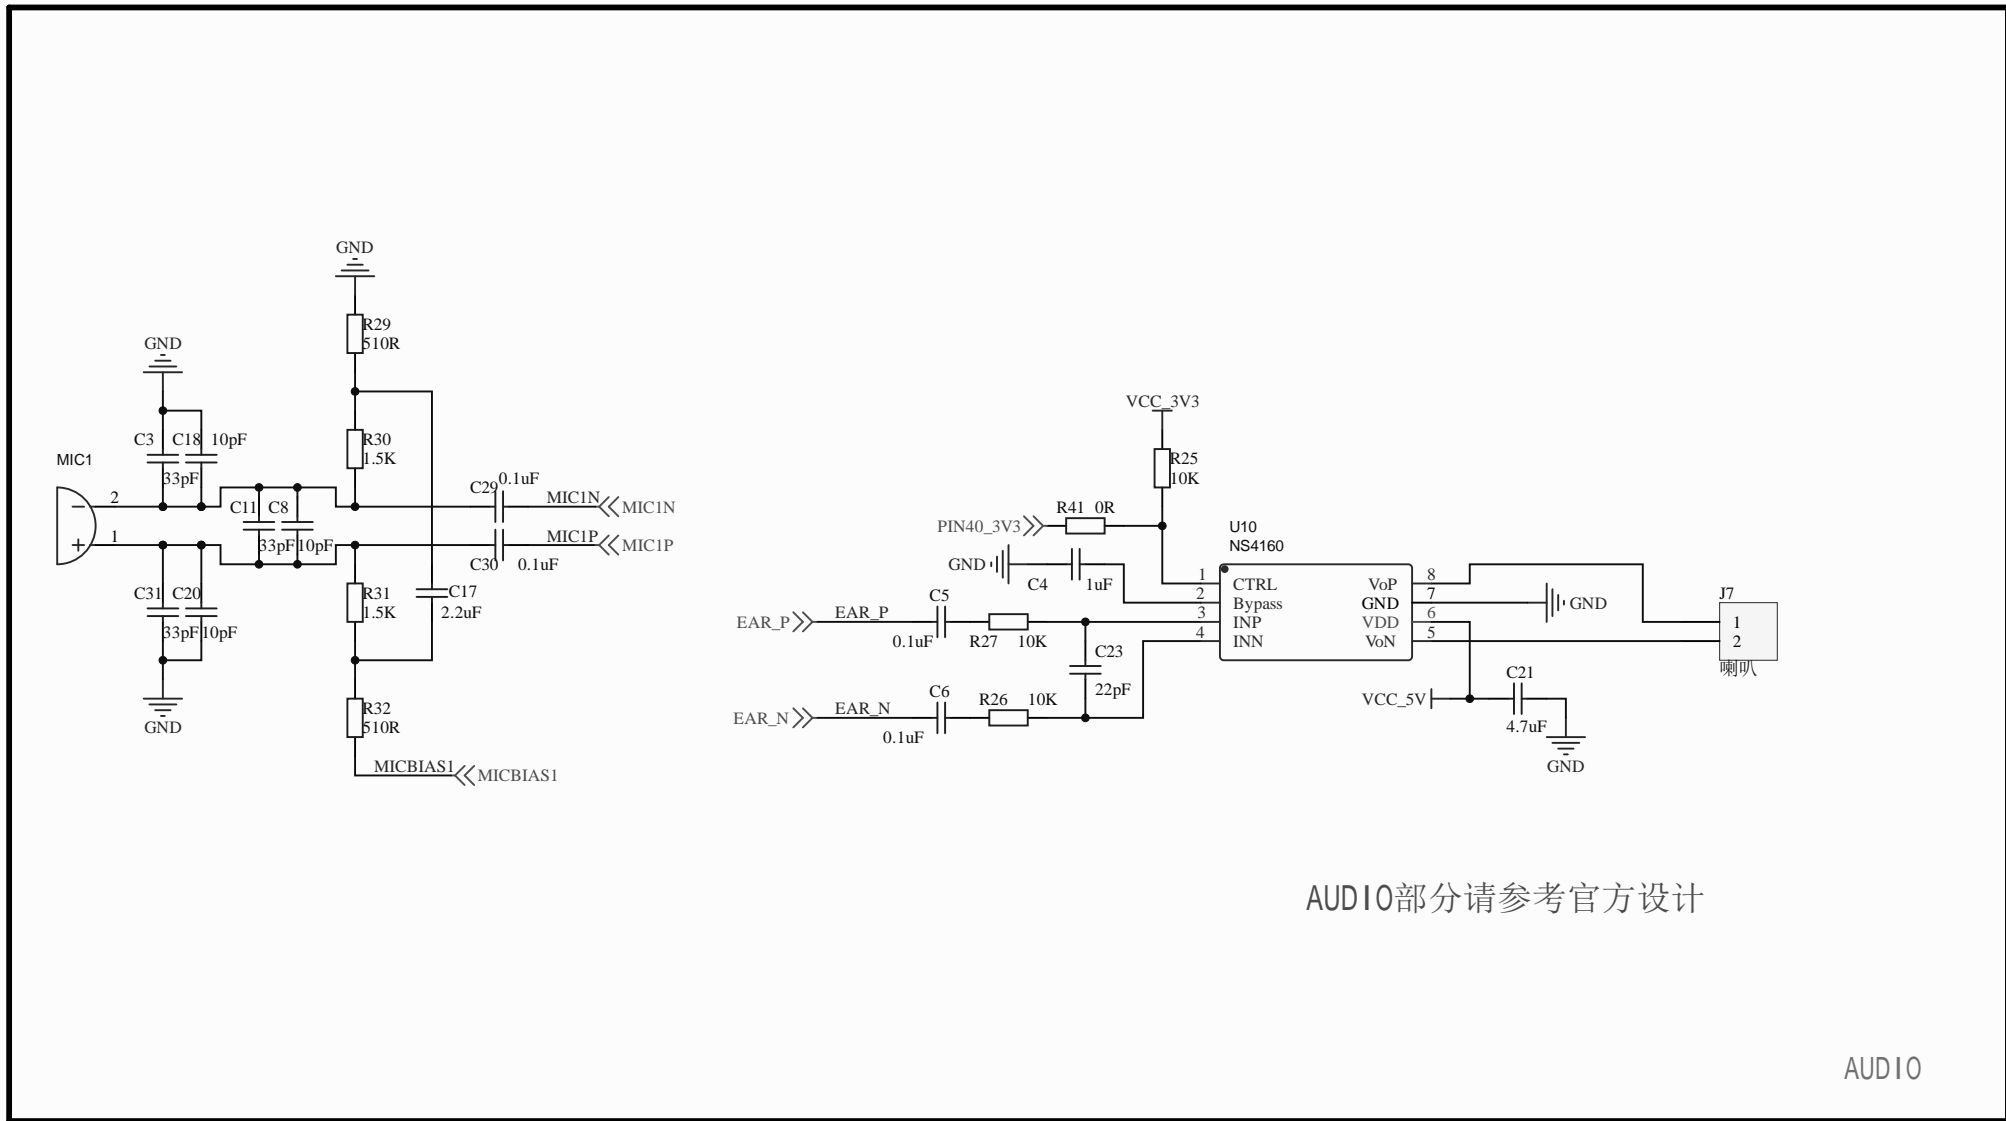 GND
R29
510R
GND
R30
1.5K
C3
C18
10pF
33pF
MIC1
2
1
C11
C8
33pF
10pF
C29
0.1uF
MIC1N
MIC1N
MIC1P
MIC1P
C30
0.1uF
C31
C20
33pF
10pF
GND
R31
1.5K
C17
2.2uF
R32
510R
MICBIAS1
MICBIAS1
VCC_3V3
R25
10K
R41 0R
PIN40_3V3
GND
C4
1uF
U10
NS4160
1
CTRL
2
Bypass
3
INP
4
INN
VoP
8
GND
7
VDD
6
VoN
5
EAR_P
EAR_P
C5
0.1uF
R27
10K
C23
22pF
EAR_N
EAR_N
C6
0.1uF
R26
10K
GND
J7
1
2
喇叭
VCC_5V
C21
4.7uF
GND
AUDIO部分请参考官方设计
AUDIO